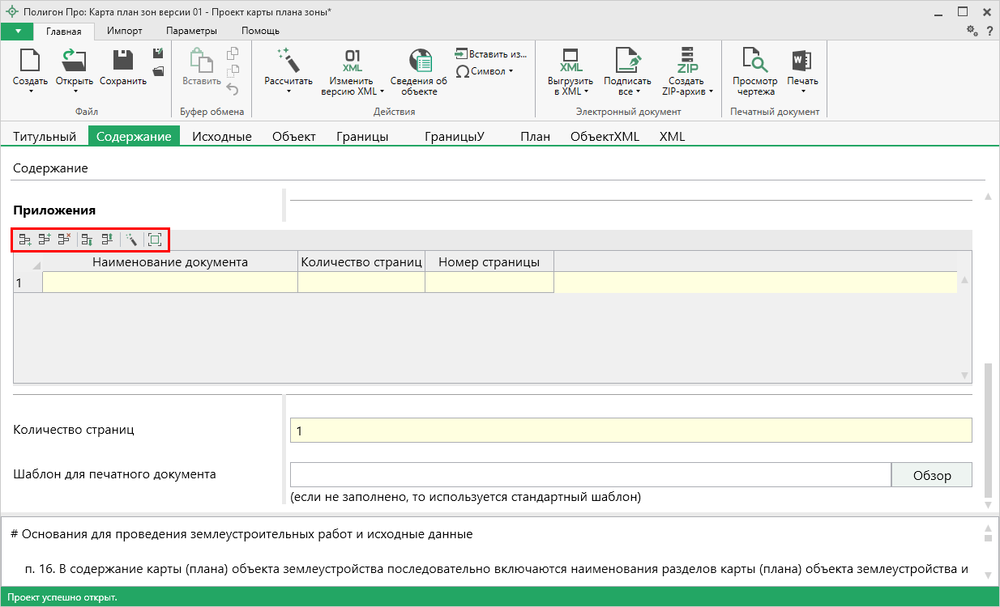 Полигон Про: Карта план зон версии 01 - Проект карты плана зоны*
Главная Импорт Параметры Помощь
?
Создать Открыть Сохранить
Файл
Вставить
Буфер обмена
Рассчитать
01
XML
Изменить
версию XML
Сведения об
объекте
Вставить из...
Символ
Действия
XML
Выгрузить
в XML
Подписать
все
ZIP
Создать
ZIP-архив
Электронный документ
Просмотр
чертежа
W
Печать
Печатный документ
Титульный Содержание Исходные Объект Границы ГраницыУ План ОбъектXML XML
Содержание
Приложения
Наименование документа Количество страниц Номер страницы
1
Количество страниц 1
Шаблон для печатного документа Обзор
(если не заполнено, то используется стандартный шаблон)
# Основания для проведения землеустроительных работ и исходные данные
п. 16. В содержание карты (плана) объекта землеустройства последовательно включаются наименования разделов карты (плана) объекта землеустройства и
Проект успешно открыт.